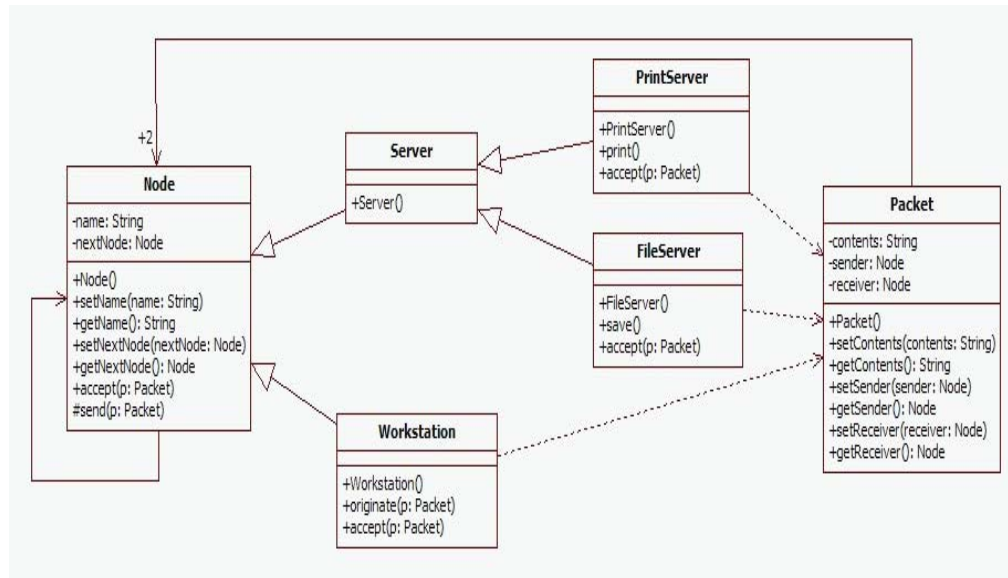 +2
Node
-name: String
-nextNode: Node
+Node()
+setName(name: String)
+getName(): String
+setNextNode(nextNode: Node)
+getNextNode(): Node
+accept(p: Packet)
#send(p: Packet)
Server
+Server()
PrintServer
+PrintServer()
+print()
+accept(p: Packet)
FileServer
+FileServer()
+save()
+accept(p: Packet)
Workstation
+Workstation()
+originate(p: Packet)
+accept(p: Packet)
Packet
-contents: String
-sender: Node
-receiver: Node
+Packet()
+setContents(contents: String)
+getContents(): String
+setSender(sender: Node)
+getSender(): Node
+setReceiver(receiver: Node)
+getReceiver(): Node